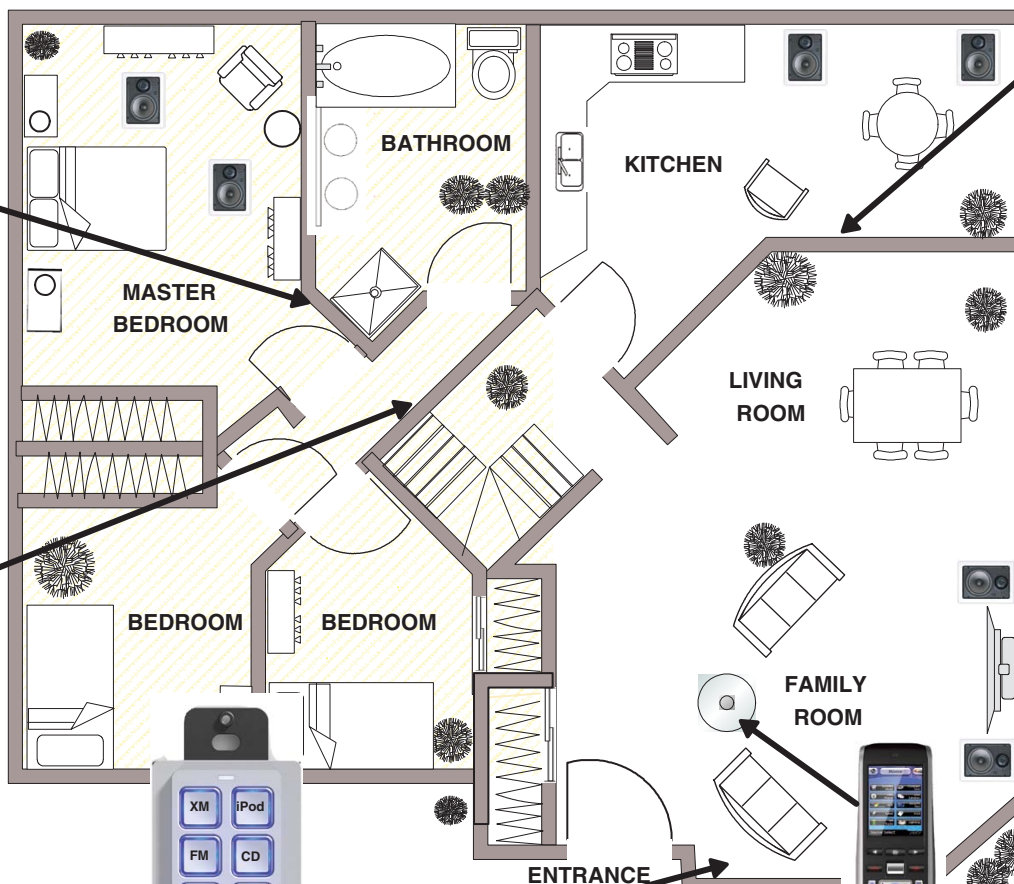 BATHROOM
KITCHEN
MASTER
BEDROOM
LIVING
ROOM
BEDROOM
BEDROOM
FAMILY
ROOM
XM
iPod
FM
CD
ENTRANCE